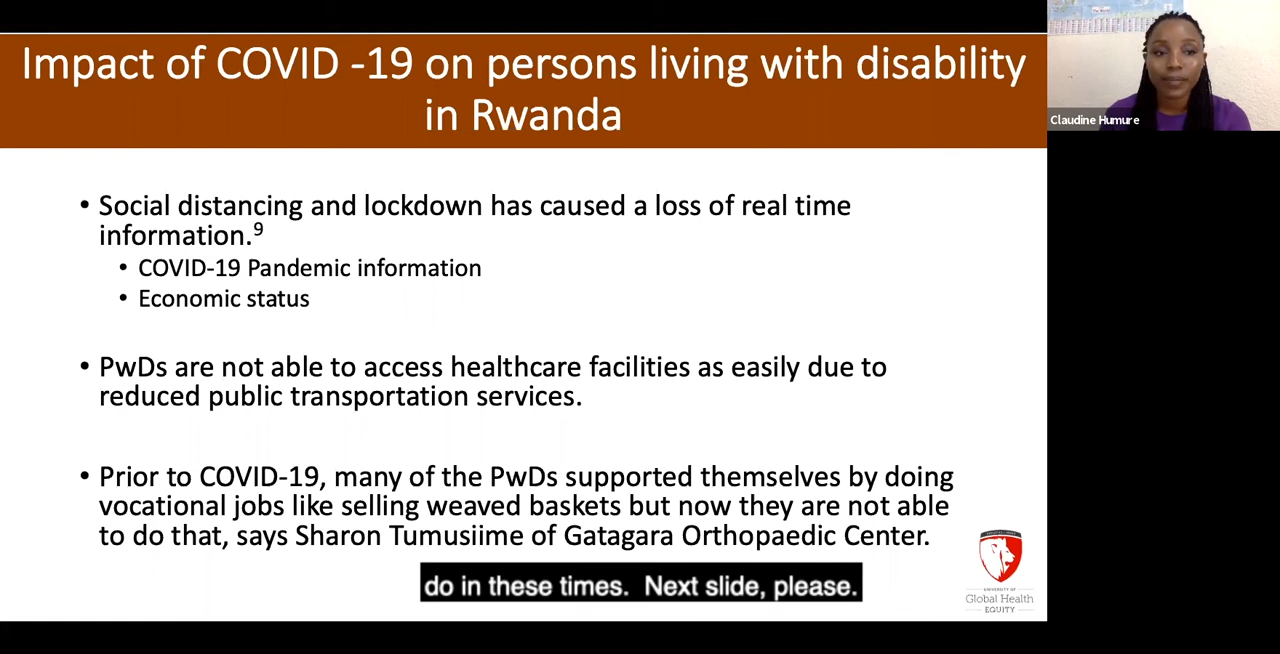 Impact of COVID -19 on persons living with disability
in Rwanda
Claudine Humure
• Social distancing and lockdown has caused a loss of real time
information.⁹
• COVID-19 Pandemic information
• Economic status
• PwDs are not able to access healthcare facilities as easily due to
reduced public transportation services.
• Prior to COVID-19, many of the PwDs supported themselves by doing
vocational jobs like selling weaved baskets but now they are not able
to do that, says Sharon Tumusiime of Gatagara Orthopaedic Center.
do in these times. Next slide, please.
UNIVERSITY OF
Global Health
EQUITY